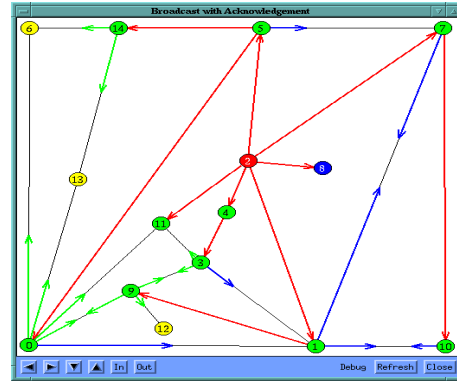 Broadcast with Acknowledgement
6 14 5 7
2 8
13
4
11
3
9
12
0 1 10
In Out Debug Refresh Close